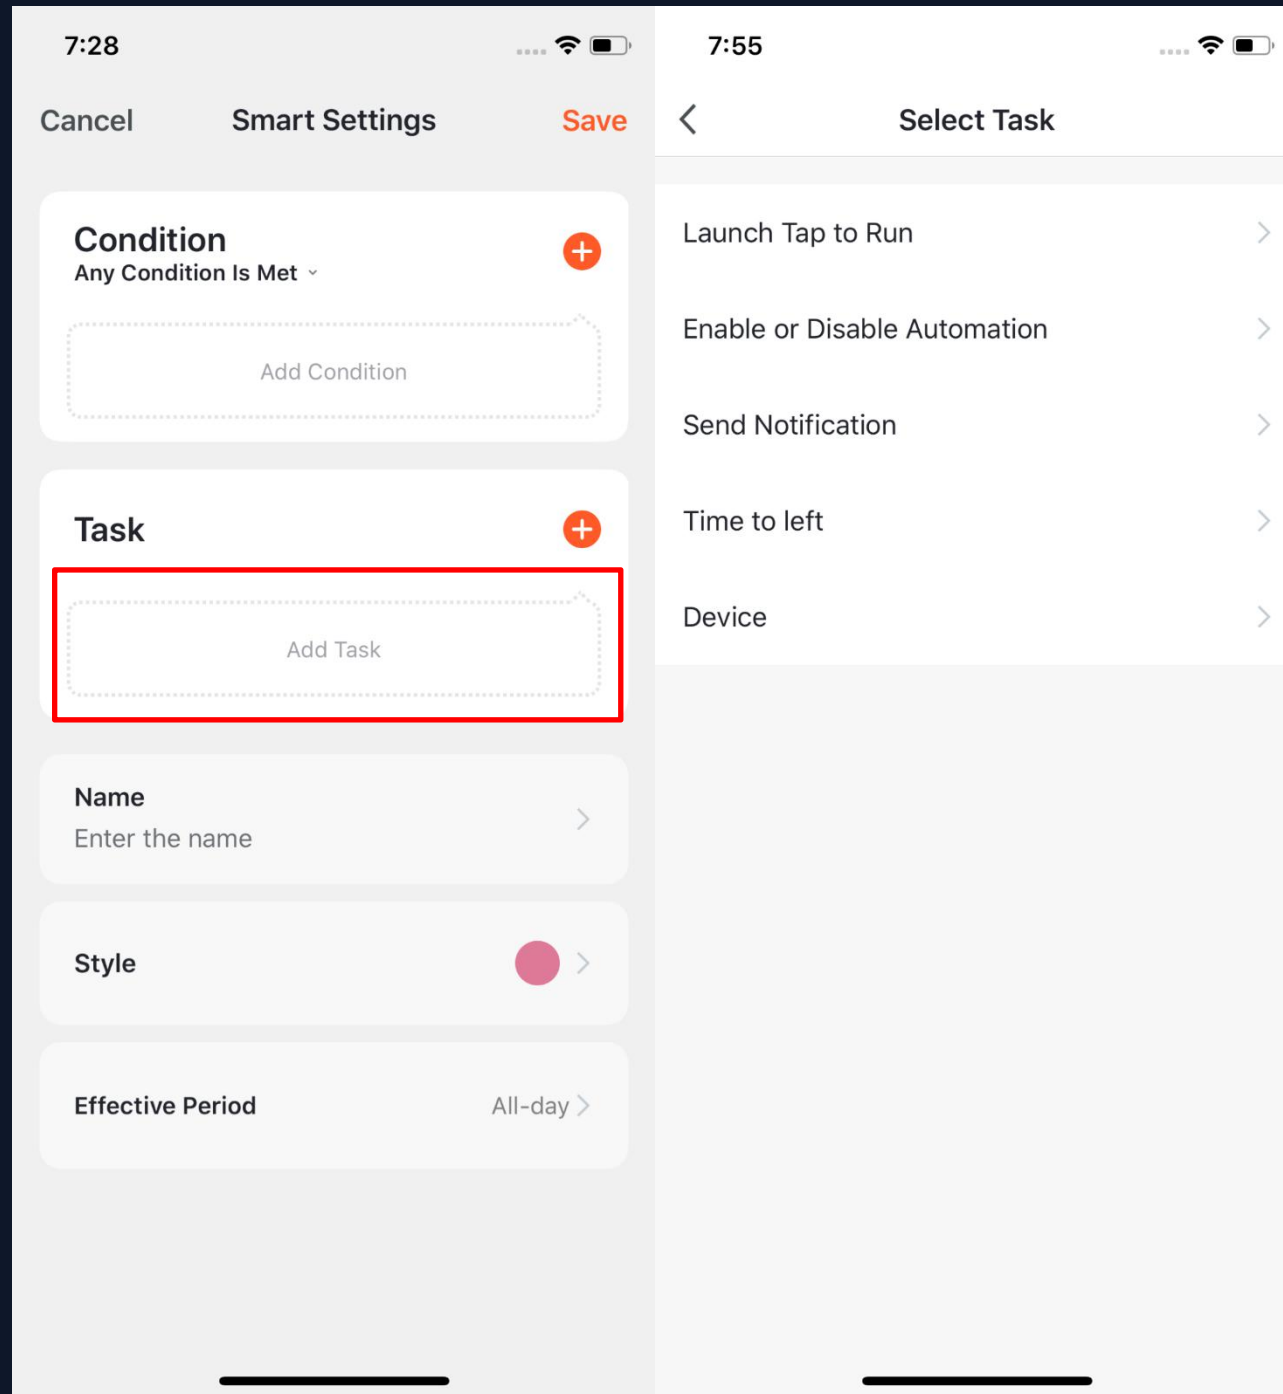 7:28
Cancel
Smart Settings
Save
Condition
Any Condition Is Met
Add Condition
Task
Add Task
Name
Enter the name
Style
Effective Period
All-day
7:55
Select Task
Launch Tap to Run
Enable or Disable Automation
Send Notification
Time to left
Device